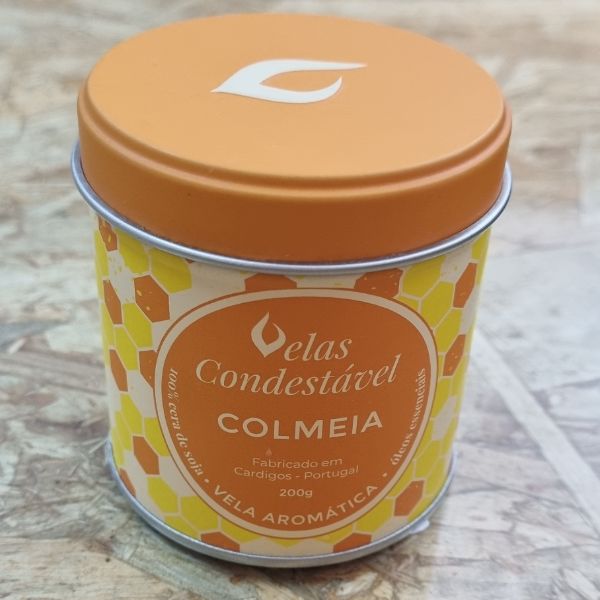 Velas
Condestável
COLMEIA
Fabricado em
Cardigos - Portugal
200g
100% cera de soja • VELA AROMÁTICA • óleos essenciais